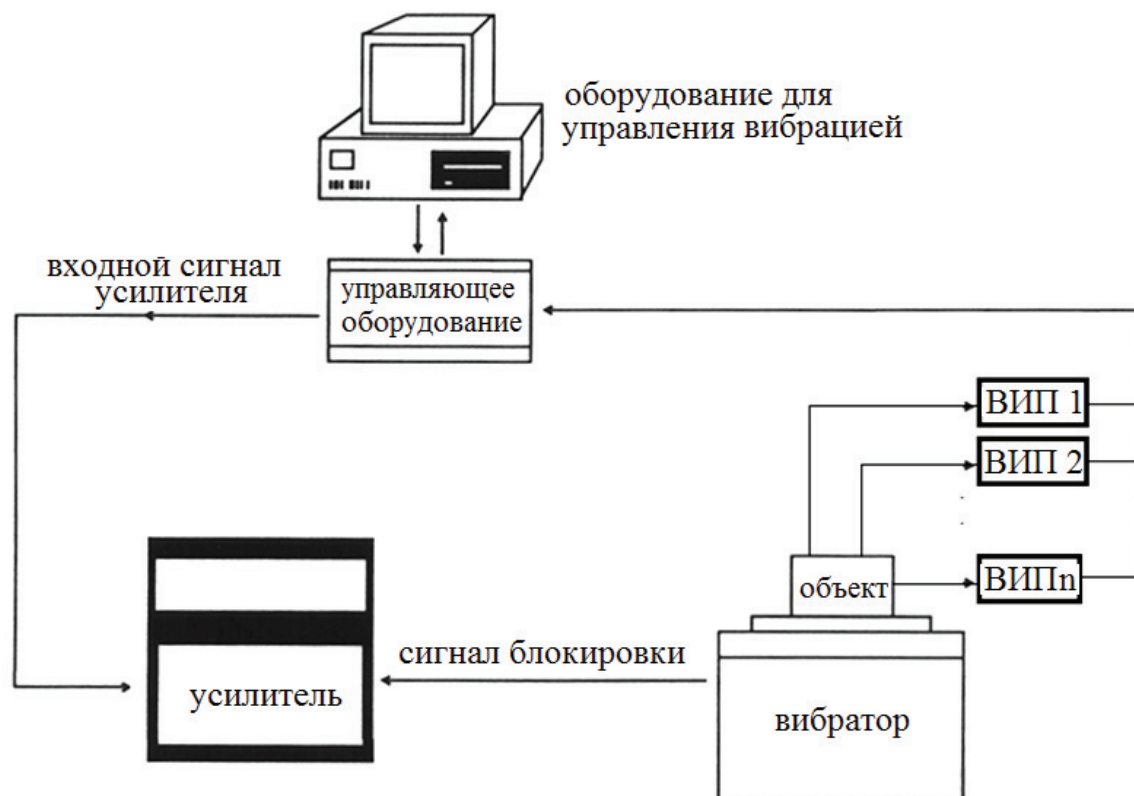 оборудование для
управления вибрацией
входной сигнал
усилителя
управляющее
оборудование
ВИП 1
ВИП 2
объект
ВИПn
сигнал блокировки
усилитель
вибратор